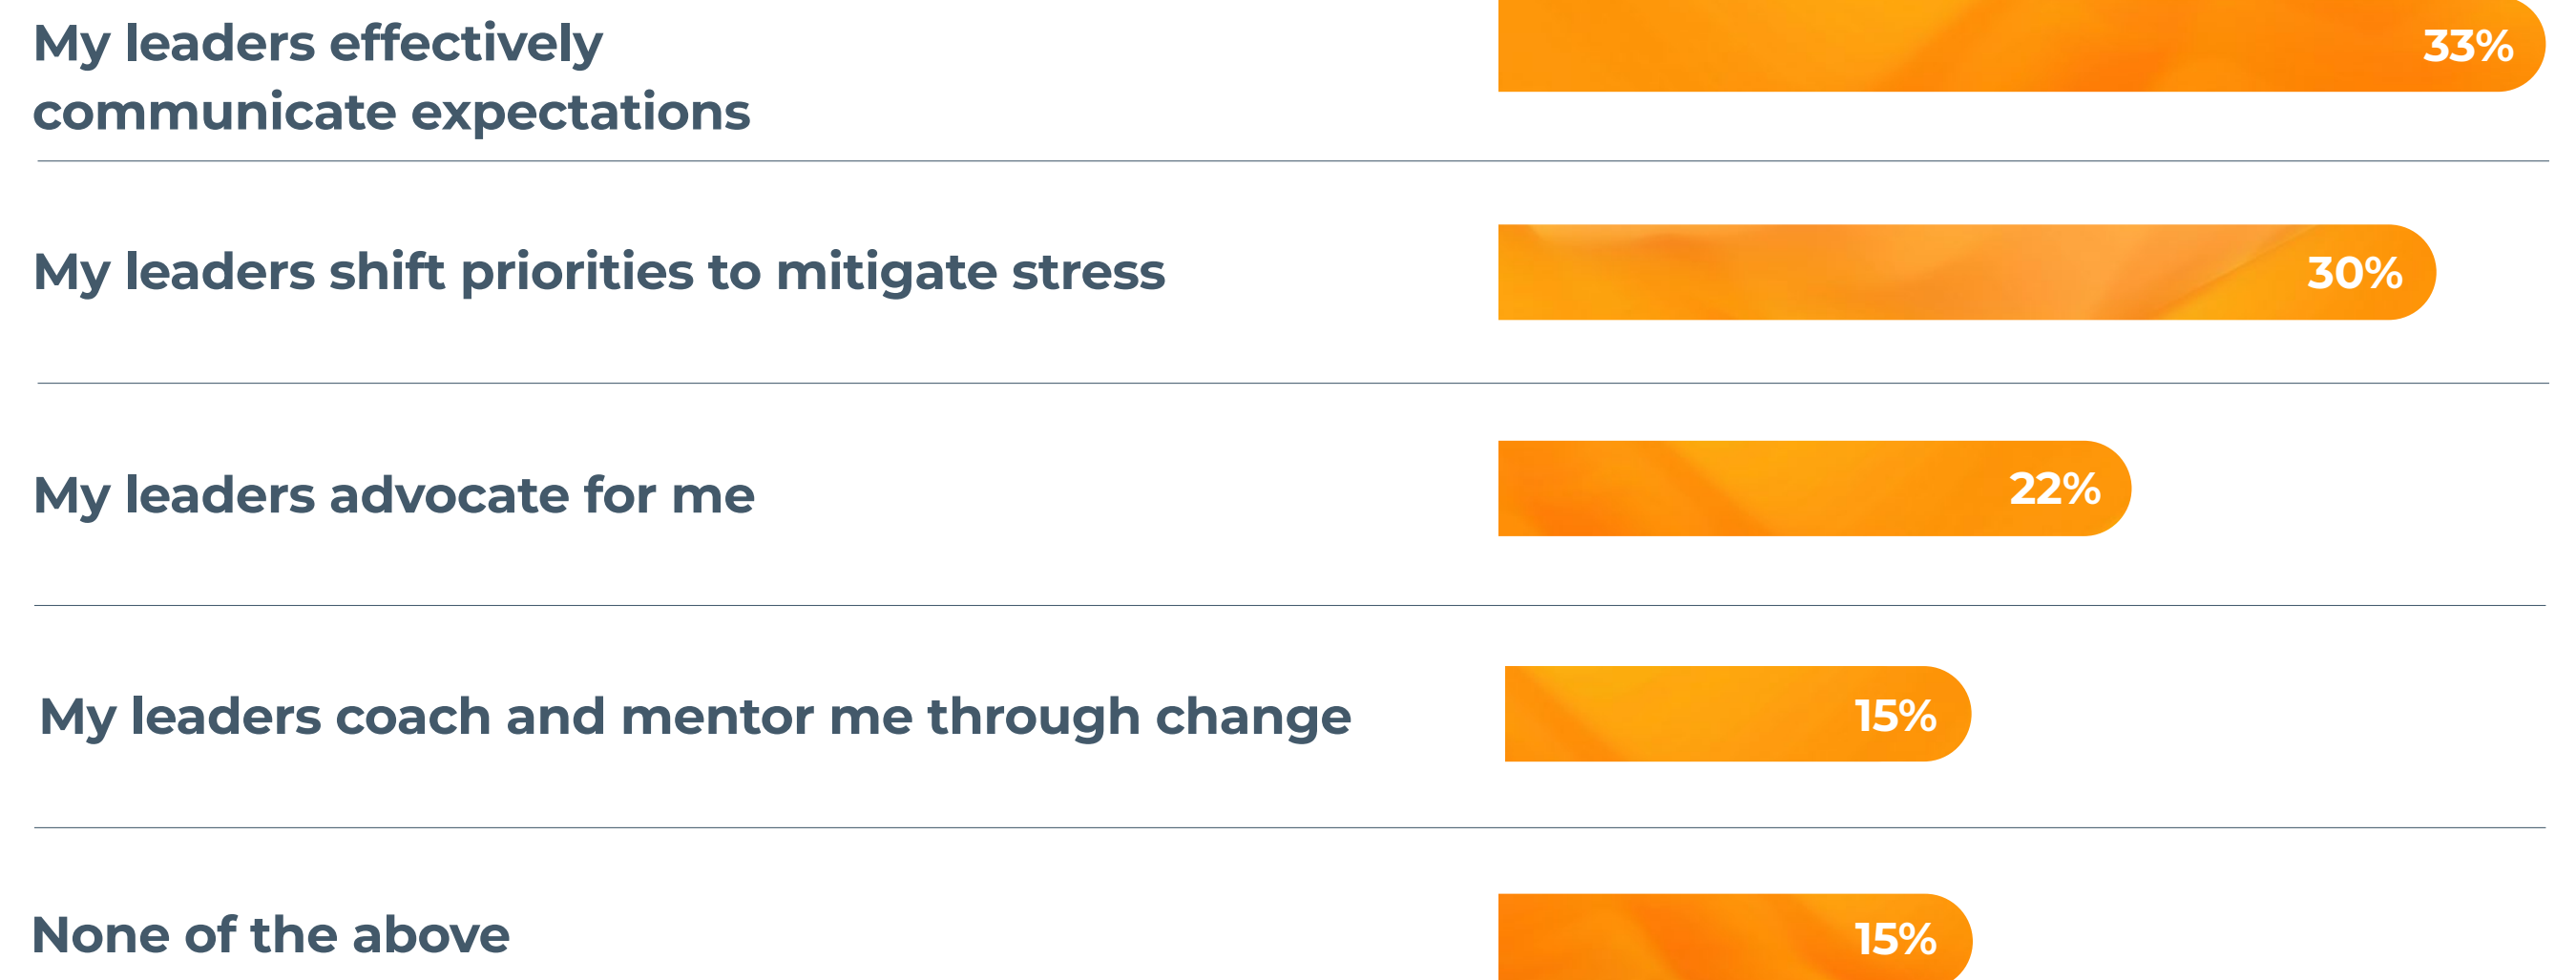 My leaders effectively
communicate expectations
33%
My leaders shift priorities to mitigate stress
30%
My leaders advocate for me
22%
My leaders coach and mentor me through change
15%
None of the above
15%